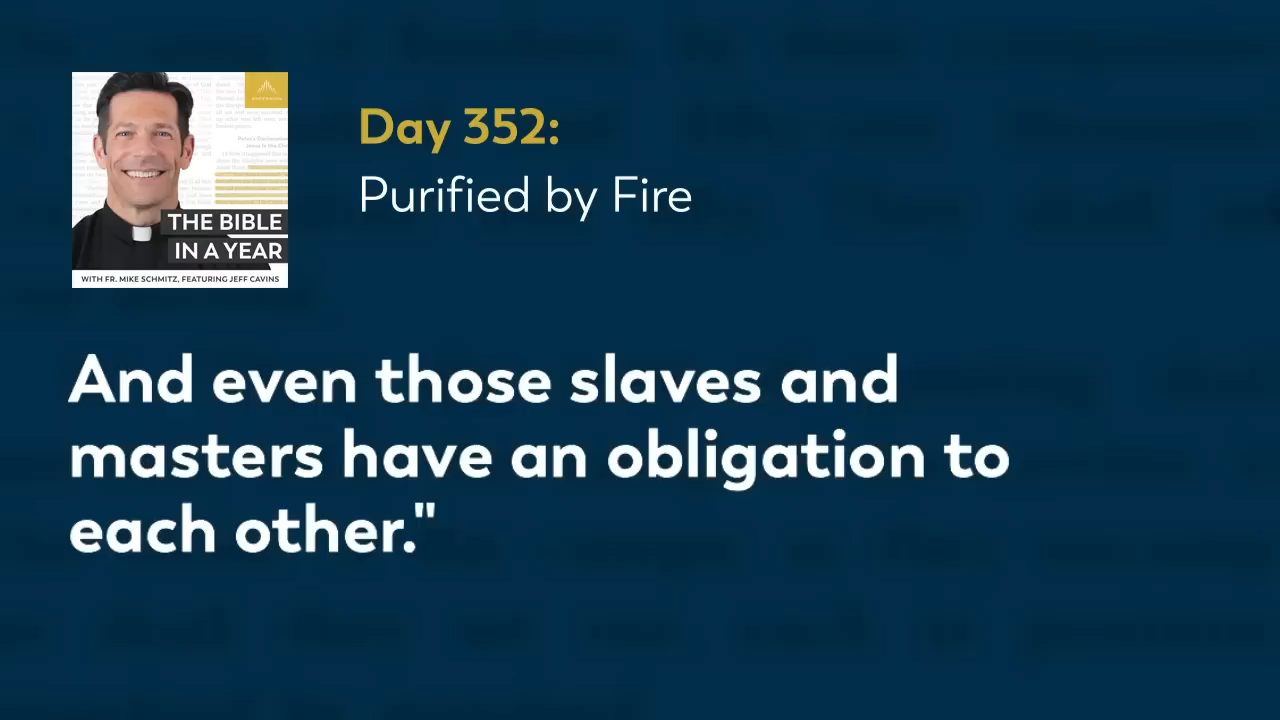 Day 352:
Purified by Fire
THE BIBLE
IN A YEAR
WITH FR. MIKE SCHMITZ, FEATURING JEFF CAVINS
And even those slaves and
masters have an obligation to
each other."